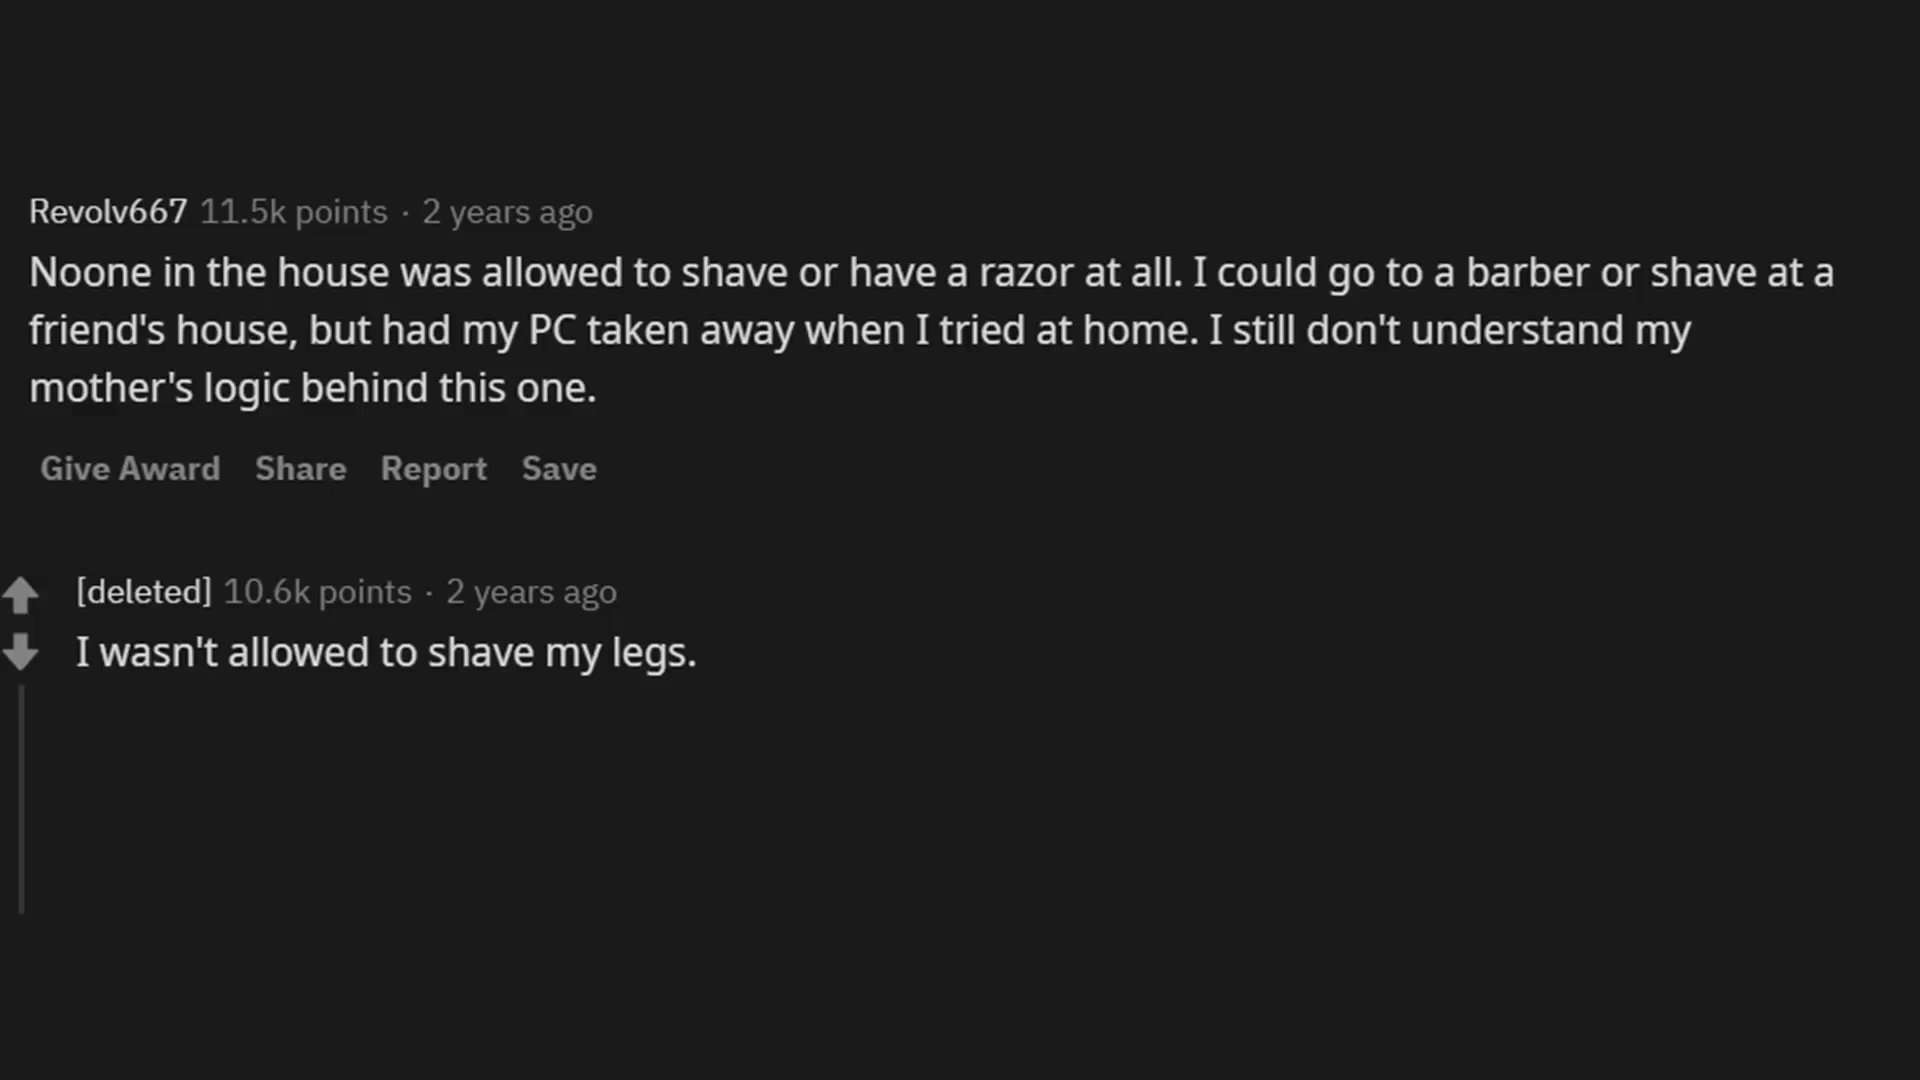 Revolv667 11.5k points · 2 years ago
Noone in the house was allowed to shave or have a razor at all. I could go to a barber or shave at a
friend's house, but had my PC taken away when I tried at home. I still don't understand my
mother's logic behind this one.
Give Award Share Report Save
[deleted] 10.6k points · 2 years ago
I wasn't allowed to shave my legs.